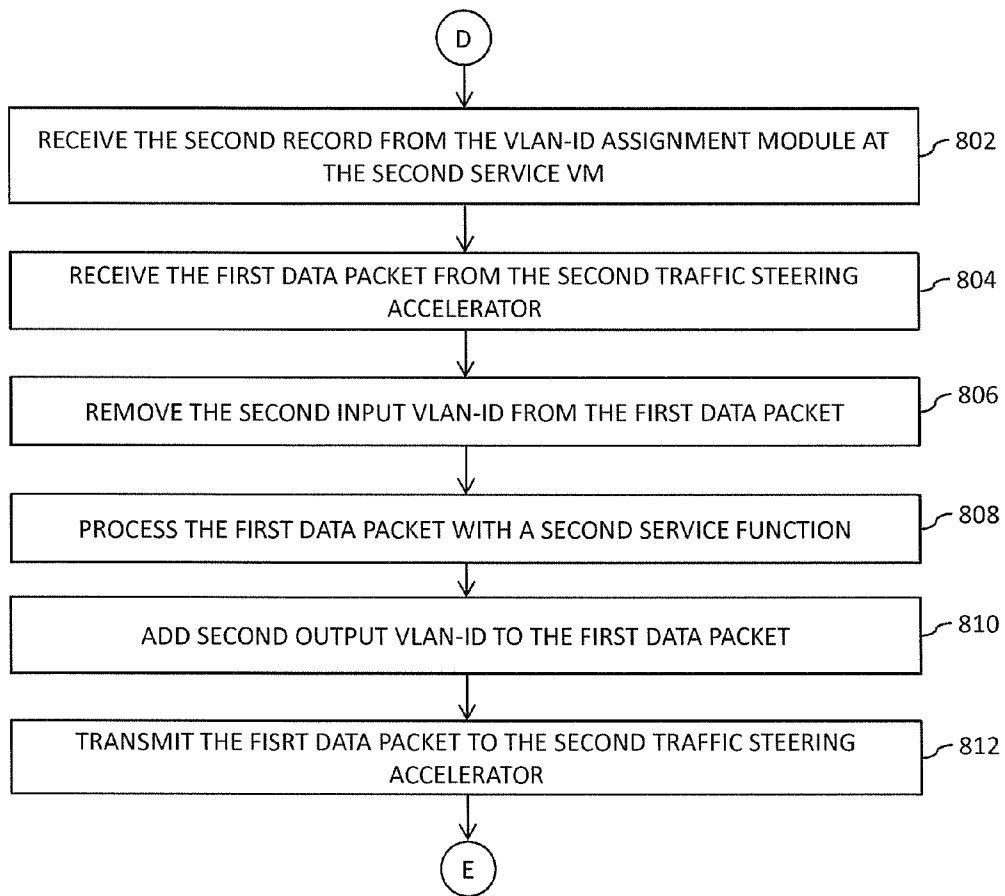 D
RECEIVE THE SECOND RECORD FROM THE VLAN-ID ASSIGNMENT MODULE AT
THE SECOND SERVICE VM
802
RECEIVE THE FIRST DATA PACKET FROM THE SECOND TRAFFIC STEERING
ACCELERATOR
804
REMOVE THE SECOND INPUT VLAN-ID FROM THE FIRST DATA PACKET
806
PROCESS THE FIRST DATA PACKET WITH A SECOND SERVICE FUNCTION
808
ADD SECOND OUTPUT VLAN-ID TO THE FIRST DATA PACKET
810
TRANSMIT THE FISRT DATA PACKET TO THE SECOND TRAFFIC STEERING
ACCELERATOR
812
E